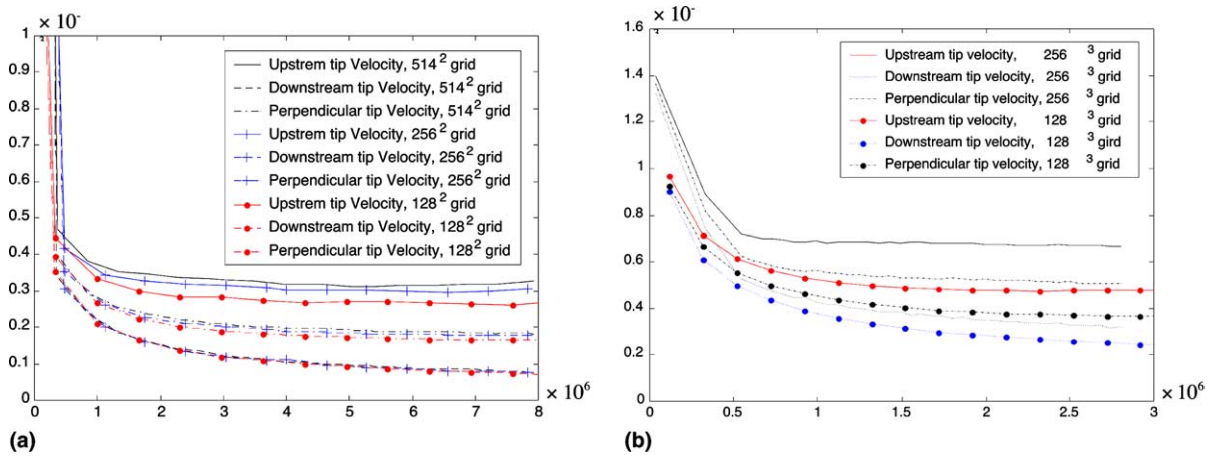 × 10⁻
1
0.9
0.8
0.7
0.6
0.5
0.4
0.3
0.2
0.1
0
0 1 2 3 4 5 6 7 8
× 10⁶
Upstrem tip Velocity, 514² grid
Downstream tip Velocity, 514² grid
Perpendicular tip Velocity, 514² grid
Upstrem tip Velocity, 256² grid
Downstream tip Velocity, 256² grid
Perpendicular tip Velocity, 256² grid
Upstrem tip Velocity, 128² grid
Downstream tip Velocity, 128² grid
Perpendicular tip Velocity, 128² grid
(a)
× 10⁻
1.6
1.4
1.2
1
0.8
0.6
0.4
0.2
0
0 0.5 1 1.5 2 2.5 3
× 10⁶
Upstream tip velocity, 256 ³ grid
Downstream tip velocity, 256 ³ grid
Perpendicular tip velocity, 256 ³ grid
Upstream tip velocity, 128 ³ grid
Downstream tip velocity, 128 ³ grid
Perpendicular tip velocity, 128 ³ grid
(b)